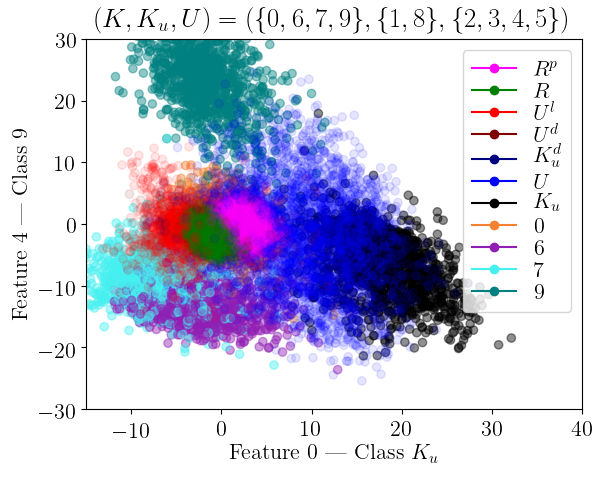 (K, K_u, U) = ({0, 6, 7, 9}, {1, 8}, {2, 3, 4, 5})
30
20
10
0
−10
−20
−30
−10
0
10
20
30
40
Feature 4 — Class 9
Feature 0 — Class K_u
R^p
R
U^l
U^d
K_u^d
U
K_u
0
6
7
9